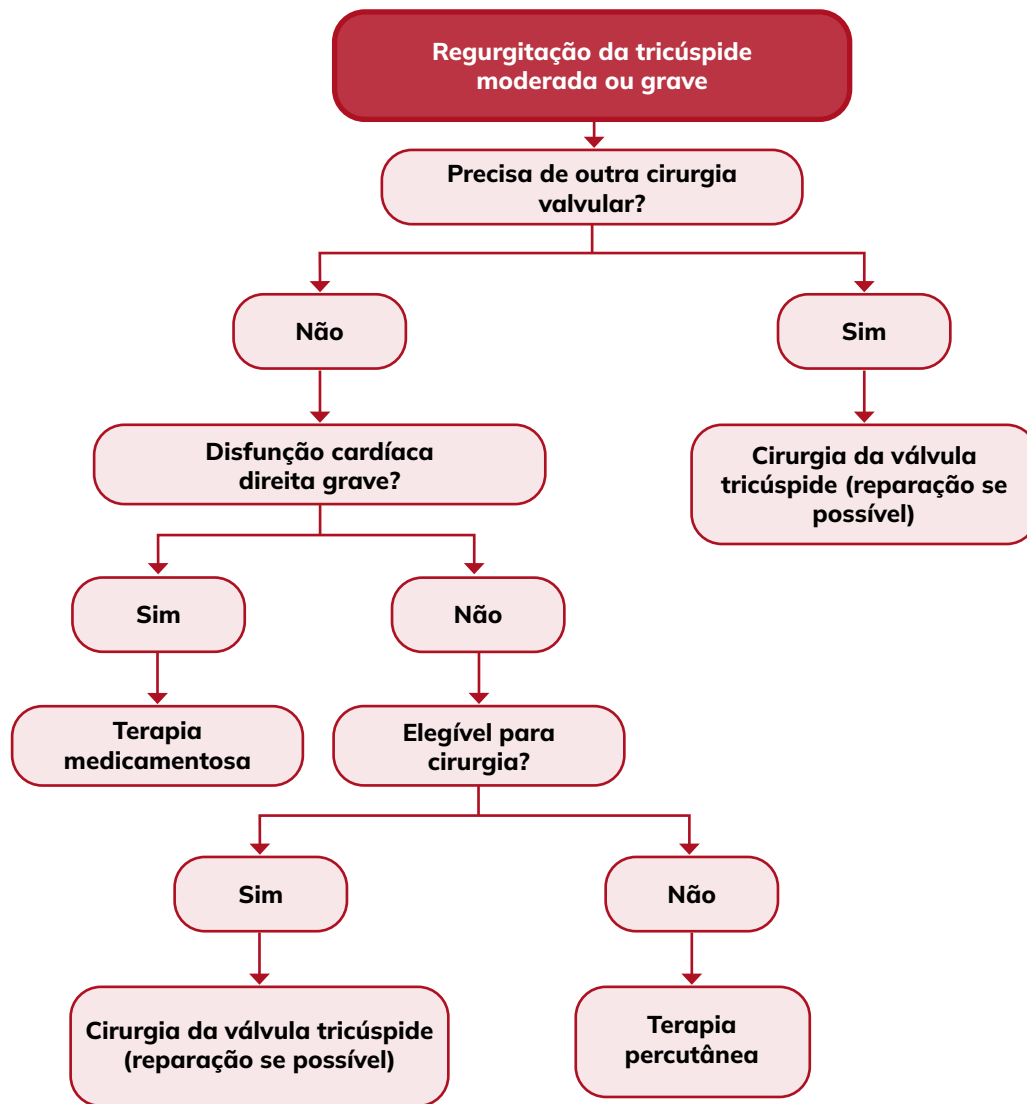 Regurgitação da tricúspide
moderada ou grave
Precisa de outra cirurgia
valvular?
Não
Sim
Disfunção cardíaca
direita grave?
Cirurgia da válvula
tricúspide (reparação se
possível)
Sim
Não
Terapia
medicamentosa
Elegível para
cirurgia?
Sim
Não
Cirurgia da válvula tricúspide
(reparação se possível)
Terapia
percutânea